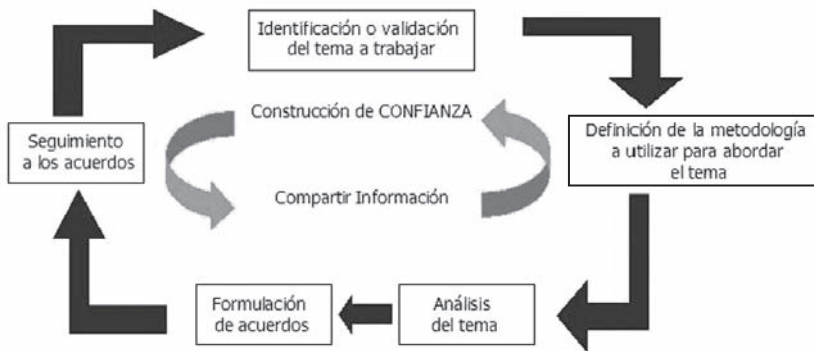 Identificación o validación
del tema a trabajar
Construcción de CONFIANZA
Seguimiento
a los acuerdos
Definición de la metodología
a utilizar para abordar
el tema
Compartir Información
Formulación
de acuerdos
Análisis
del tema